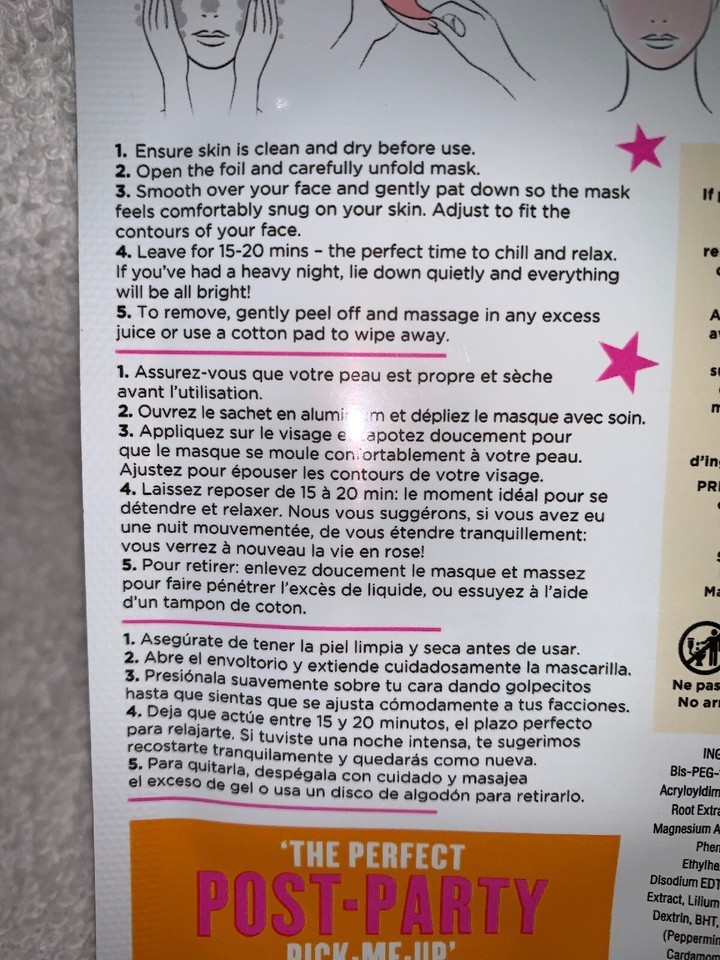 1. Ensure skin is clean and dry before use.
2. Open the foil and carefully unfold mask.
3. Smooth over your face and gently pat down so the mask
feels comfortably snug on your skin. Adjust to fit the
contours of your face.
4. Leave for 15-20 mins – the perfect time to chill and relax.
If you've had a heavy night, lie down quietly and everything
will be all bright!
5. To remove, gently peel off and massage in any excess
juice or use a cotton pad to wipe away.
1. Assurez-vous que votre peau est propre et sèche
avant l'utilisation.
2. Ouvrez le sachet en aluminium et dépliez le masque avec soin.
3. Appliquez sur le visage et tapotez doucement pour
que le masque se moule confortablement à votre peau.
Ajustez pour épouser les contours de votre visage.
4. Laissez reposer de 15 à 20 min: le moment idéal pour se
détendre et relaxer. Nous vous suggérons, si vous avez eu
une nuit mouvementée, de vous étendre tranquillement:
vous verrez à nouveau la vie en rose!
5. Pour retirer: enlevez doucement le masque et massez
pour faire pénétrer l'excès de liquide, ou essuyez à l'aide
d'un tampon de coton.
1. Asegúrate de tener la piel limpia y seca antes de usar.
2. Abre el envoltorio y extiende cuidadosamente la mascarilla.
3. Presiónala suavemente sobre tu cara dando golpecitos
hasta que sientas que se ajusta cómodamente a tus facciones.
4. Deja que actúe entre 15 y 20 minutos, el plazo perfecto
para relajarte. Si tuviste una noche intensa, te sugerimos
recostarte tranquilamente y quedarás como nueva.
5. Para quitarla, despégala con cuidado y masajea
el exceso de gel o usa un disco de algodón para retirarlo.
'THE PERFECT
POST-PARTY
PICK-ME-UP'
If
d'in
PR
Ma
Ne pas
No arr
ING
Bis-PEG-
Acryloyldim
Root Extra
Magnesium A
Phen
Ethylhe
Disodium EDT
Extract, Lilium
Dextrin, BHT,
(Peppermin
Cardamom